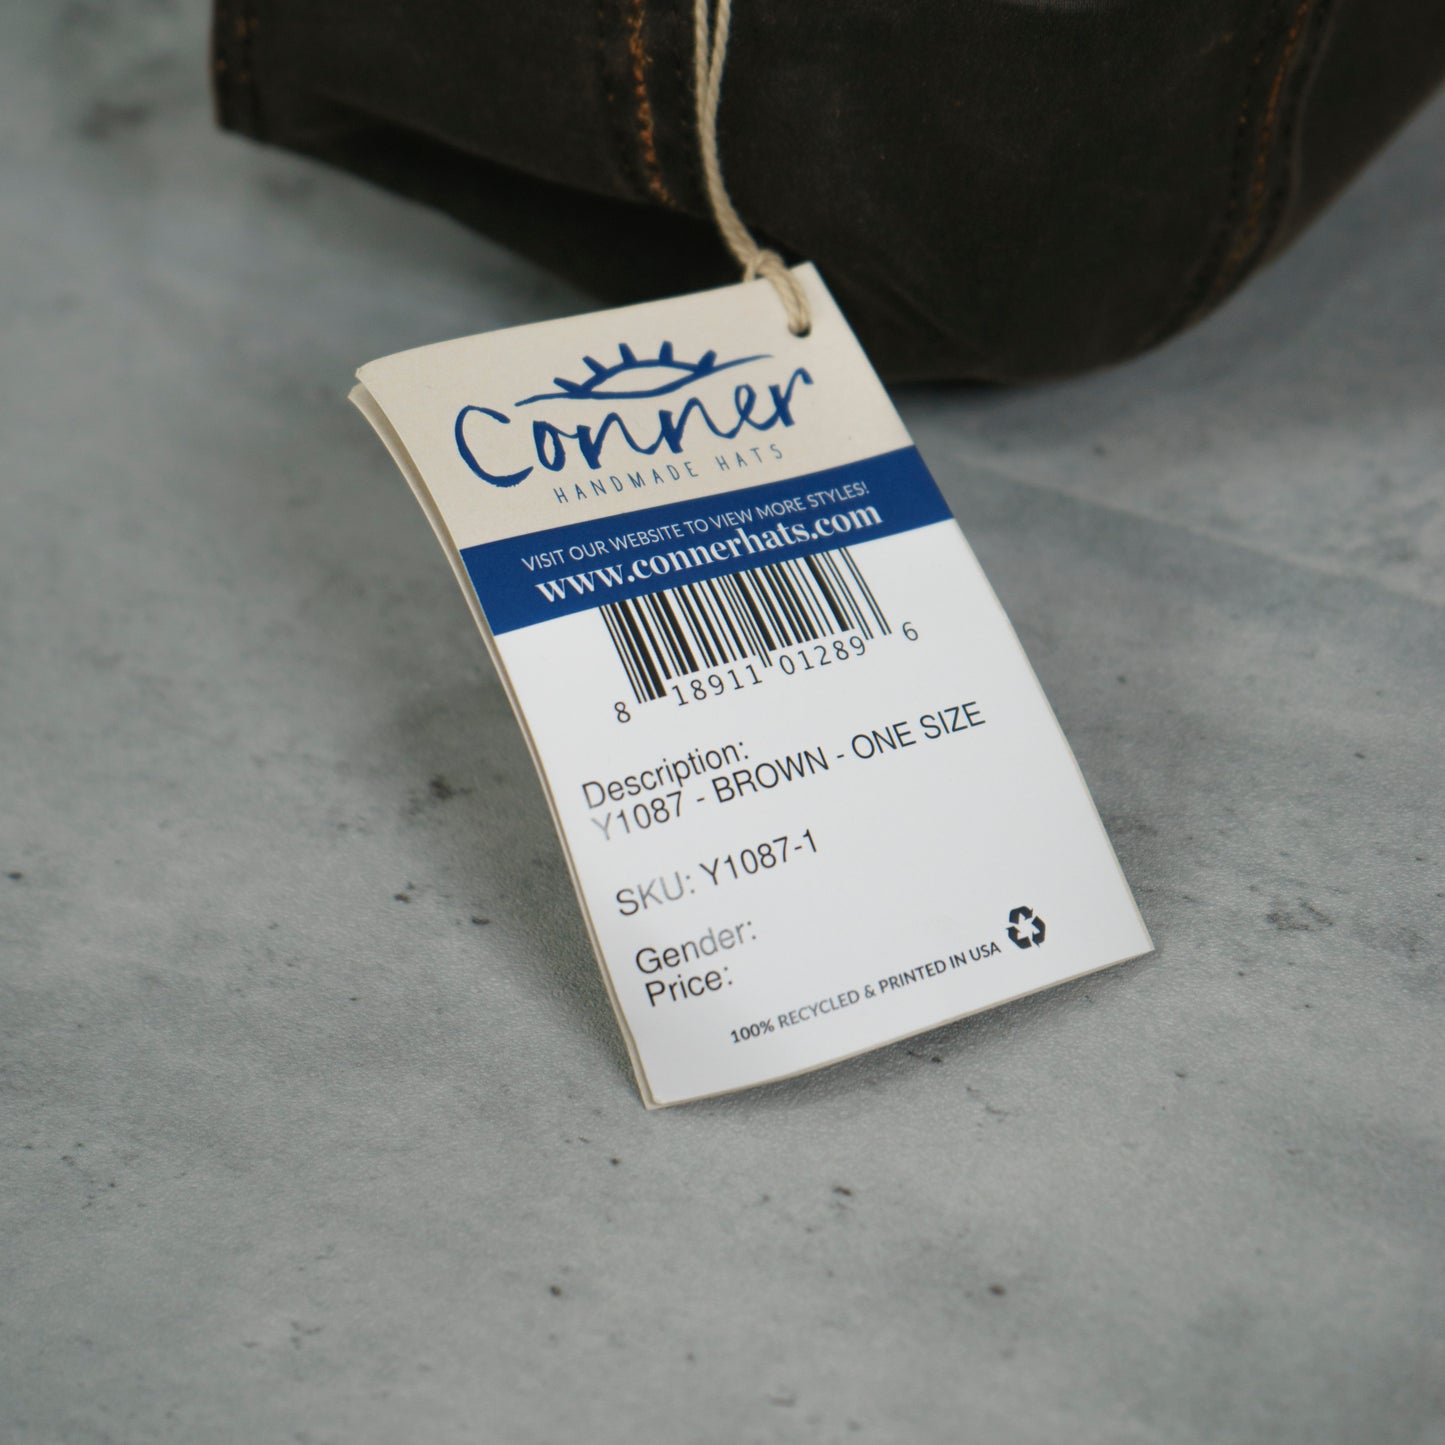 Conner
HANDMADE HATS
VISIT OUR WEBSITE TO VIEW MORE STYLES!
www.connerhats.com
8 18911 01289 6
Description:
Y1087 - BROWN - ONE SIZE
SKU: Y1087-1
Gender:
Price:
100% RECYCLED & PRINTED IN USA